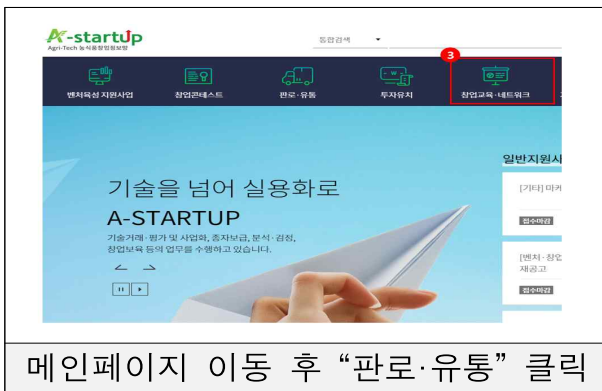 A-startUp
Agri-Tech 농식품창업정보망
통합검색
3
벤처육성 지원사업
창업콘테스트
판로·유통
투자유치
창업교육·네트워크
일반지원사
기술을 넘어 실용화로
A-STARTUP
기술거래·평가 및 사업화, 종자보급, 분석·검정,
창업보육 등의 업무를 수행하고 있습니다.
[기타] 마케
접수마감
[벤처·창업
재공고
접수마감
메인페이지 이동 후 “판로·유통” 클릭